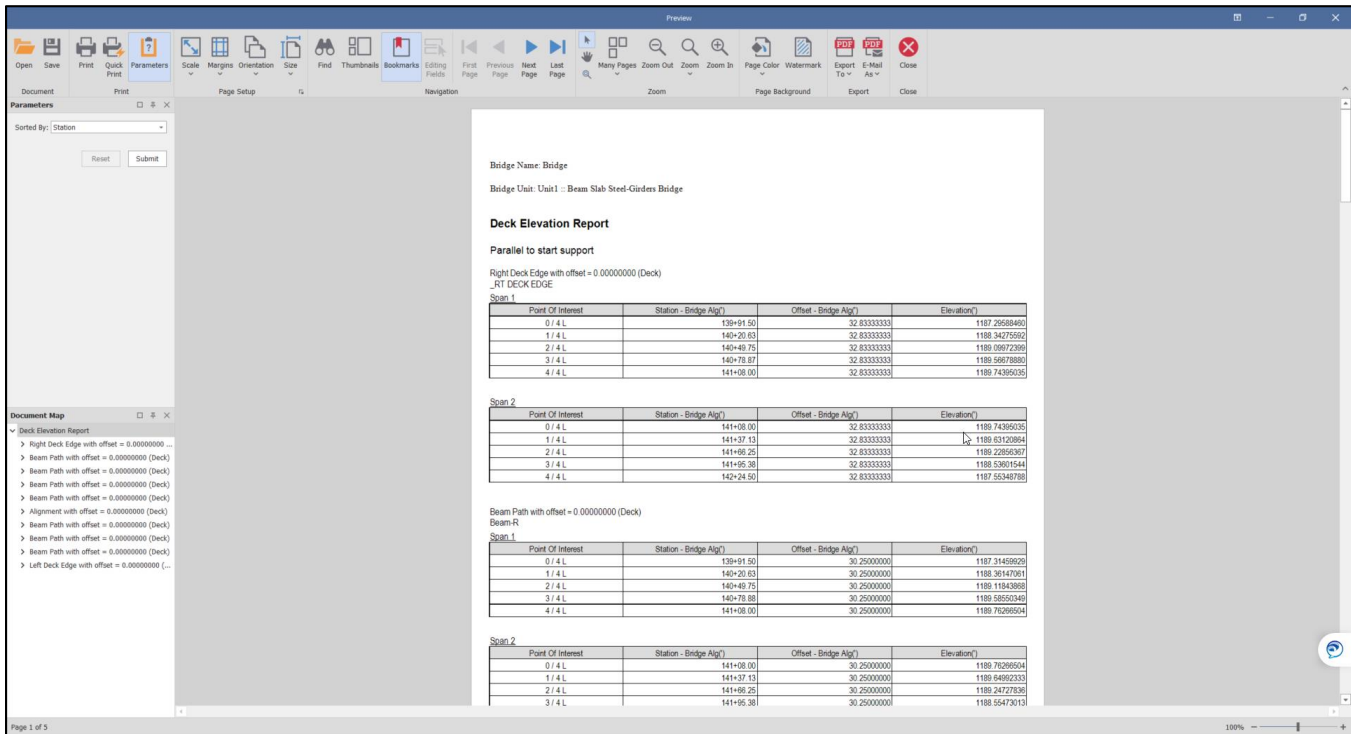 Preview
Open Save Print Quick Print Parameters Scale Margins Orientation Size Find Thumbnails Bookmarks Editing Fields First Page Previous Page Next Page Last Page Many Pages Zoom Out Zoom Zoom In Page Color Watermark Export To E-Mail As Close
Document Print Page Setup Navigation Zoom Page Background Export Close
Parameters
Sorted By: Station
Reset Submit
Document Map
Deck Elevation Report
Right Deck Edge with offset = 0.00000000 ...
Beam Path with offset = 0.00000000 (Deck)
Beam Path with offset = 0.00000000 (Deck)
Beam Path with offset = 0.00000000 (Deck)
Beam Path with offset = 0.00000000 (Deck)
Alignment with offset = 0.00000000 (Deck)
Beam Path with offset = 0.00000000 (Deck)
Beam Path with offset = 0.00000000 (Deck)
Beam Path with offset = 0.00000000 (Deck)
Left Deck Edge with offset = 0.00000000 (...
Bridge Name: Bridge
Bridge Unit: Unit1 :: Beam Slab Steel-Girders Bridge
Deck Elevation Report
Parallel to start support
Right Deck Edge with offset = 0.00000000 (Deck)
_RT DECK EDGE
Span 1
Point Of Interest Station - Bridge Alg(') Offset - Bridge Alg(') Elevation(')
0 / 4 L 139+91.50 32.83333333 1187.29588460
1 / 4 L 140+20.63 32.83333333 1188.34275592
2 / 4 L 140+49.75 32.83333333 1189.09972399
3 / 4 L 140+78.87 32.83333333 1189.56678880
4 / 4 L 141+08.00 32.83333333 1189.74395035
Span 2
Point Of Interest Station - Bridge Alg(') Offset - Bridge Alg(') Elevation(')
0 / 4 L 141+08.00 32.83333333 1189.74395035
1 / 4 L 141+37.13 32.83333333 1189.63120864
2 / 4 L 141+66.25 32.83333333 1189.22856367
3 / 4 L 141+95.38 32.83333333 1188.53601544
4 / 4 L 142+24.50 32.83333333 1187.55348788
Beam Path with offset = 0.00000000 (Deck)
Beam-R
Span 1
Point Of Interest Station - Bridge Alg(') Offset - Bridge Alg(') Elevation(')
0 / 4 L 139+91.50 30.25000000 1187.31459929
1 / 4 L 140+20.63 30.25000000 1188.36147061
2 / 4 L 140+49.75 30.25000000 1189.11843868
3 / 4 L 140+78.88 30.25000000 1189.58550349
4 / 4 L 141+08.00 30.25000000 1189.76266504
Span 2
Point Of Interest Station - Bridge Alg(') Offset - Bridge Alg(') Elevation(')
0 / 4 L 141+08.00 30.25000000 1189.76266504
1 / 4 L 141+37.13 30.25000000 1189.64992333
2 / 4 L 141+66.25 30.25000000 1189.24727836
3 / 4 L 141+95.38 30.25000000 1188.55473013
Page 1 of 5
100%